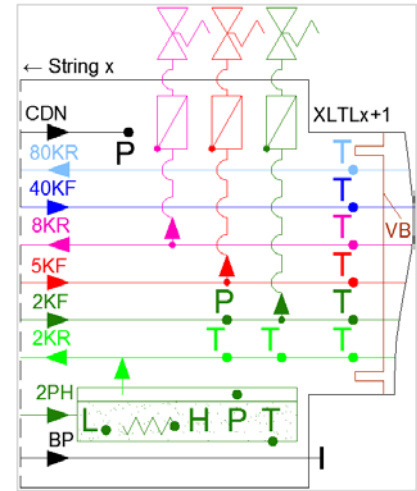 ← String x
CDN
XLTLx+1
P
80KR
T
40KF
T
8KR
T
VB
5KF
T
2KF
P
T
2KR
T
T
T
2PH
L
H
P
T
BP